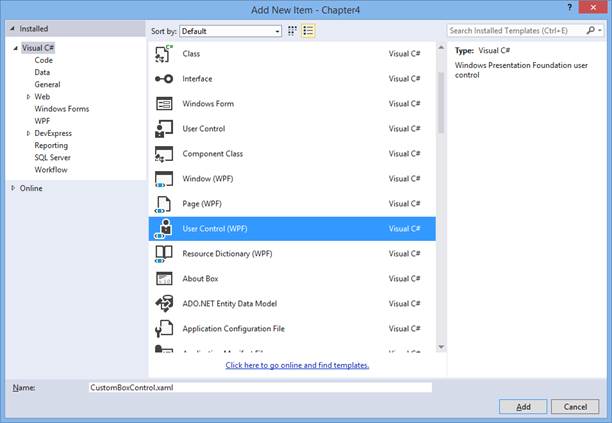 Add New Item - Chapter4
Installed
Sort by: Default
Search Installed Templates (Ctrl+E)
Visual C#
Code
Data
General
Web
Windows Forms
WPF
DevExpress
Reporting
SQL Server
Workflow
Online
C#
Class Visual C#
Interface Visual C#
Windows Form Visual C#
User Control Visual C#
Component Class Visual C#
Window (WPF) Visual C#
Page (WPF) Visual C#
User Control (WPF) Visual C#
Resource Dictionary (WPF) Visual C#
About Box Visual C#
ADO.NET Entity Data Model Visual C#
Application Configuration File Visual C#
Application Manifest File Visual C#
Click here to go online and find templates.
Type: Visual C#
Windows Presentation Foundation user
control
Name: CustomBoxControl.xaml
Add Cancel